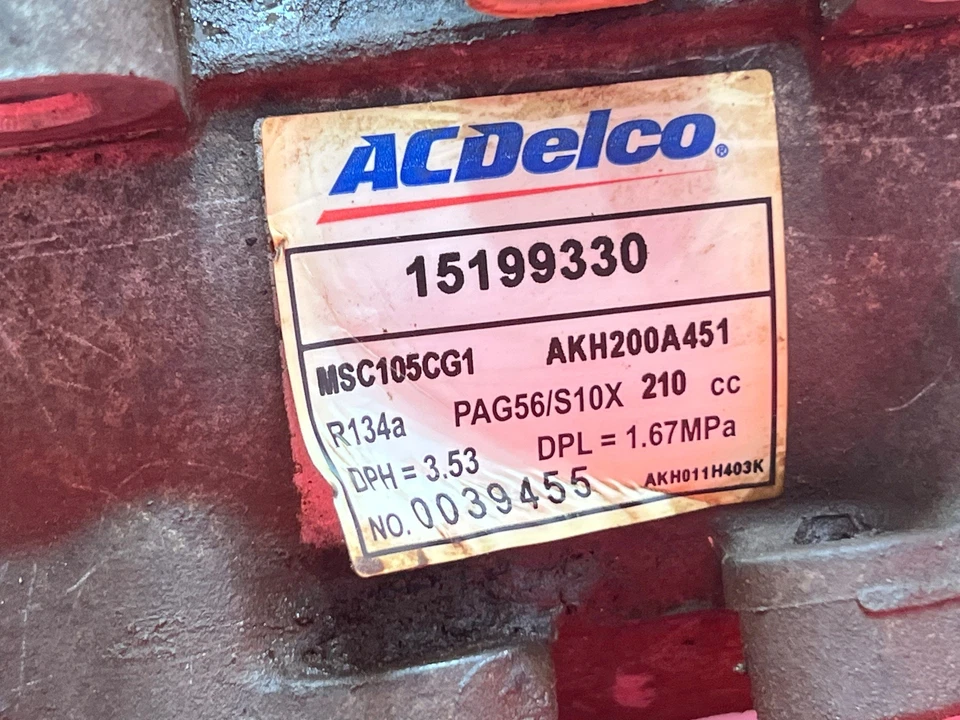 ACDelco®
15199330
MSC105CG1 AKH200A451
R134a PAG56/S10X 210 cc
DPH = 3.53 DPL = 1.67MPa
NO. 0039455 AKH011H403K